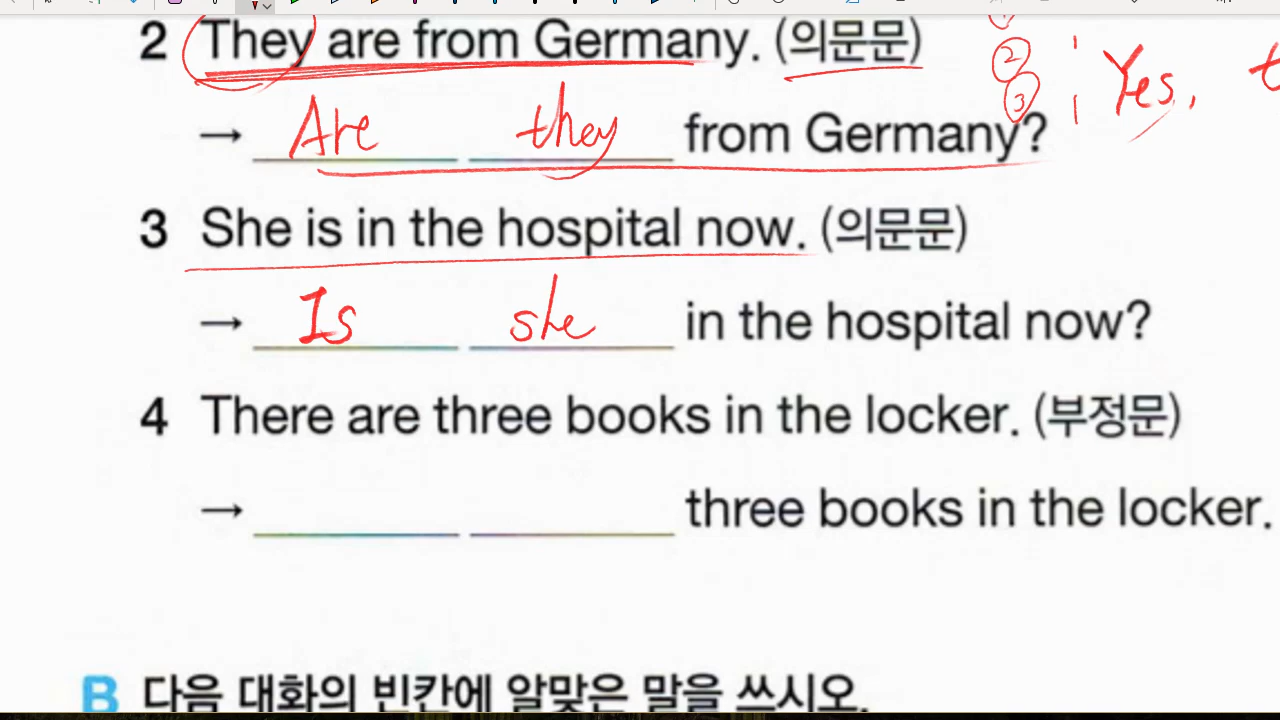 2 They are from Germany. (의문문)
② ③ Yes,
→ Are they from Germany?
3 She is in the hospital now. (의문문)
→ Is she in the hospital now?
4 There are three books in the locker. (부정문)
→ three books in the locker.
B 다음 대화의 빈칸에 알맞은 말을 쓰시오.